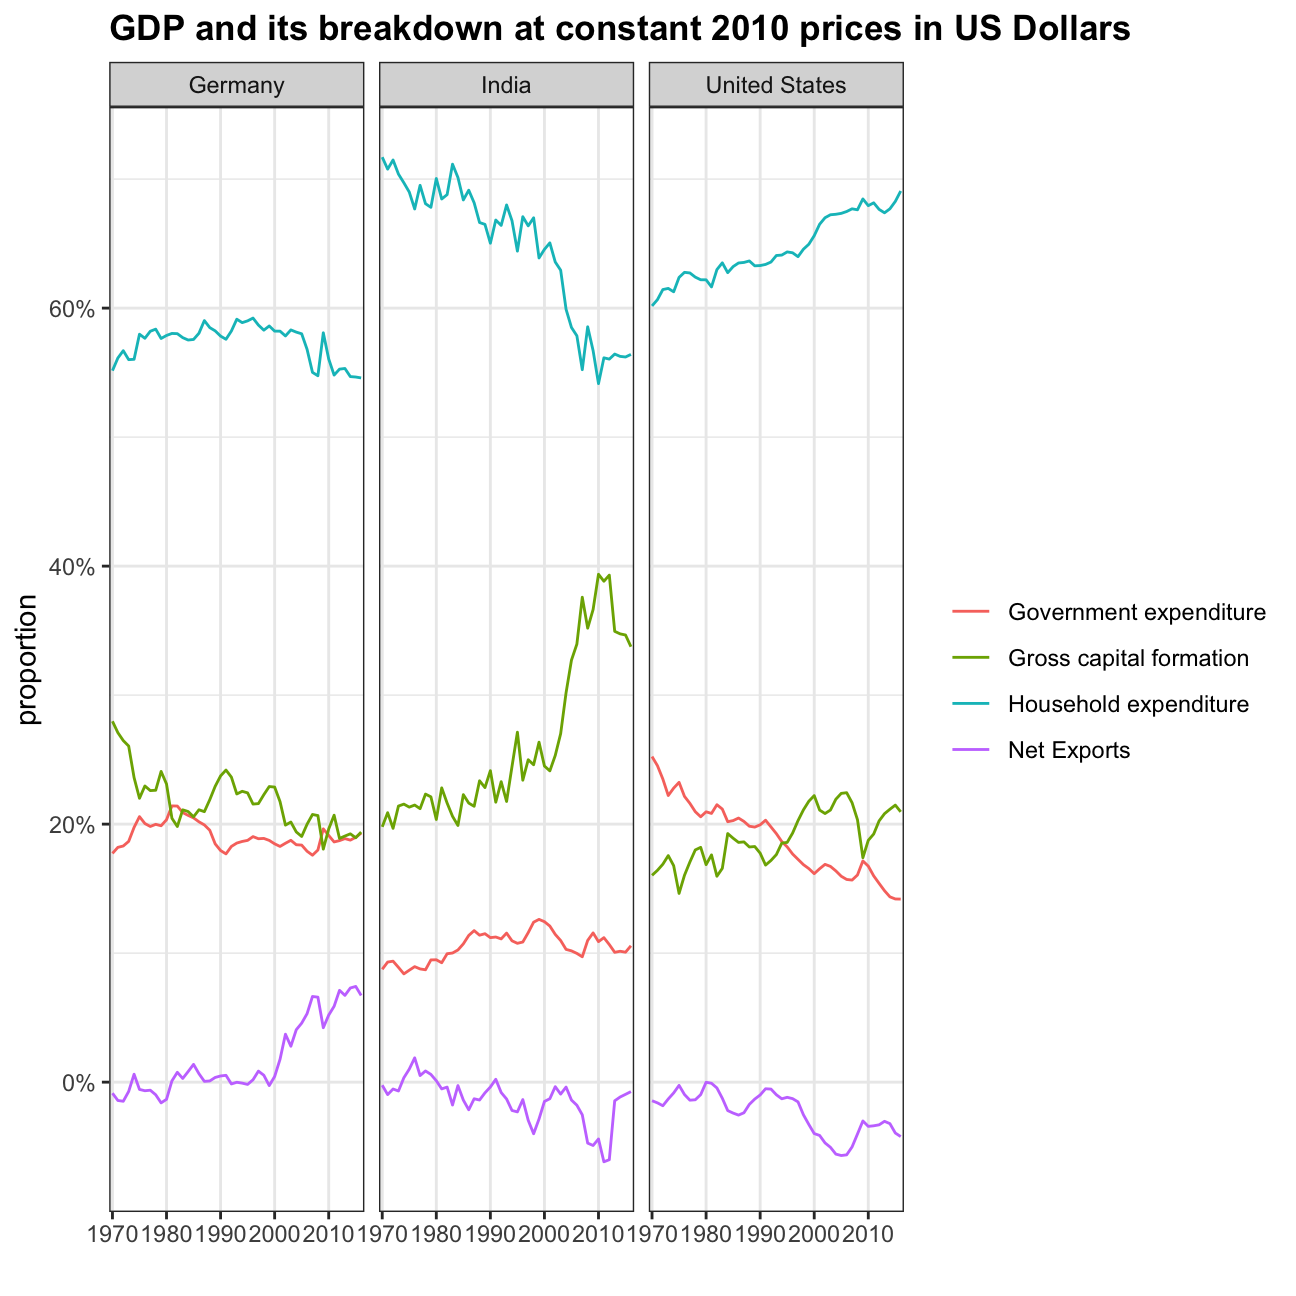 GDP and its breakdown at constant 2010 prices in US Dollars
Germany India United States
proportion
60%
40%
20%
0%
1970 1980 1990 2000 2010 1970 1980 1990 2000 2010 1970 1980 1990 2000 2010
Government expenditure
Gross capital formation
Household expenditure
Net Exports